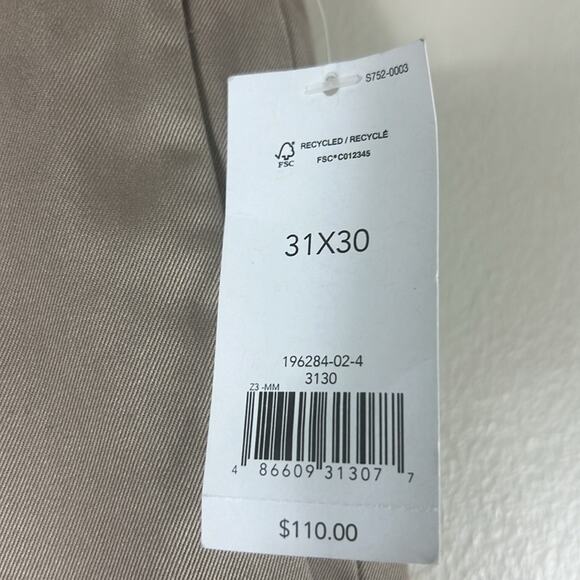 S752-0003
RECYCLED / RECYCLÉ
FSC FSC® C012345
31X30
196284-02-4
3130
Z3 -MM
4 86609 31307 7
$110.00